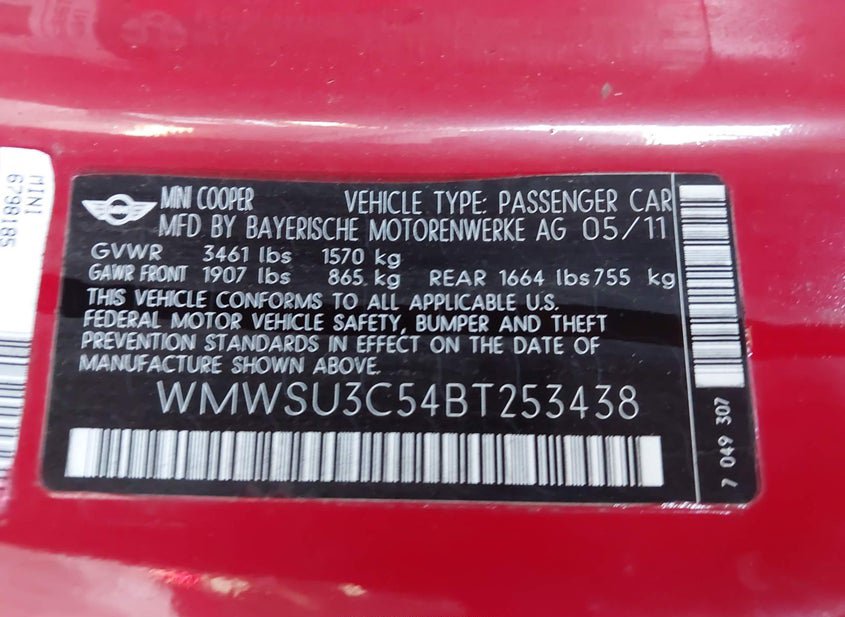 MINI COOPER VEHICLE TYPE: PASSENGER CAR
MFD BY BAYERISCHE MOTORENWERKE AG 05/11
GVWR 3461 lbs 1570 kg
GAWR FRONT 1907 lbs 865 kg REAR 1664 lbs 755 kg
THIS VEHICLE CONFORMS TO ALL APPLICABLE U.S.
FEDERAL MOTOR VEHICLE SAFETY, BUMPER AND THEFT
PREVENTION STANDARDS IN EFFECT ON THE DATE OF
MANUFACTURE SHOWN ABOVE.
WMWSU3C54BT253438
7 049 307
MINI
6798185